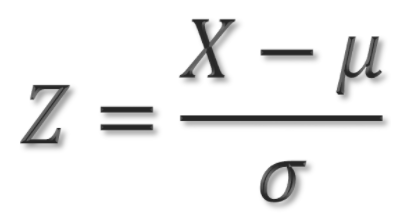 Z = (X − μ) / σ